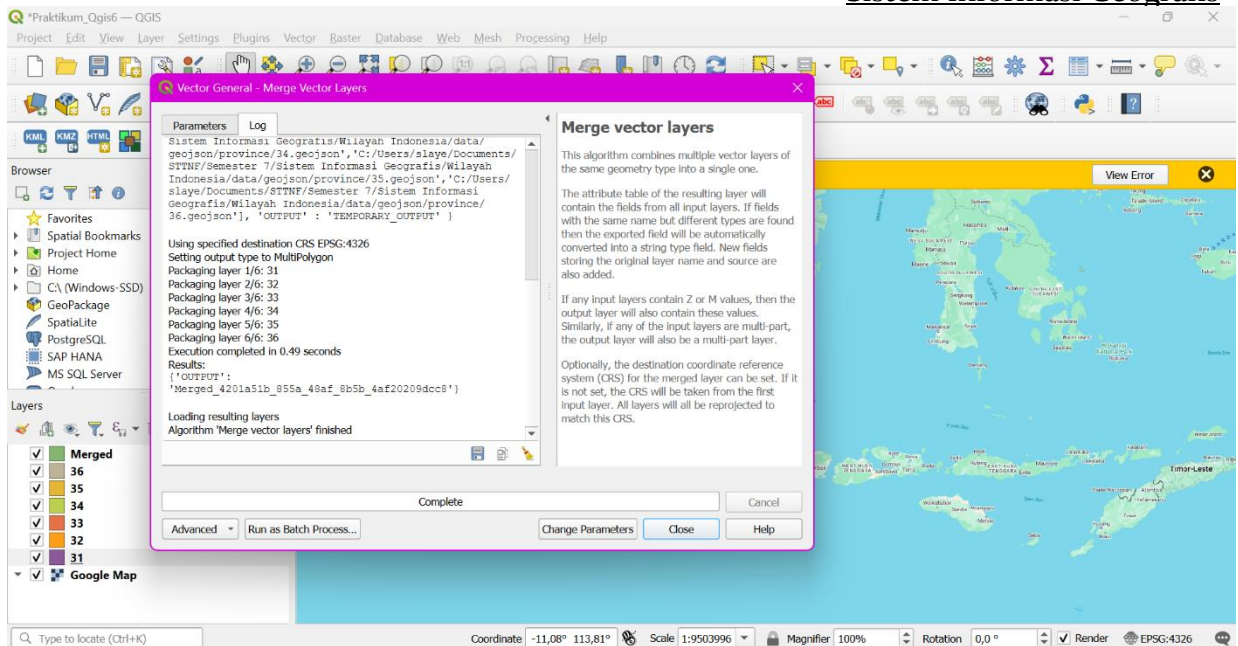 Sistem Informasi Geografis
*Praktikum_Qgis6 — QGIS
Project Edit View Layer Settings Plugins Vector Raster Database Web Mesh Processing Help
Vector General - Merge Vector Layers
Parameters Log
Sistem Informasi Geografis/Wilayah Indonesia/data/
geojson/province/34.geojson','C:/Users/slaye/Documents/
STTNF/Semester 7/Sistem Informasi Geografis/Wilayah
Indonesia/data/geojson/province/35.geojson','C:/Users/
slaye/Documents/STTNF/Semester 7/Sistem Informasi
Geografis/Wilayah Indonesia/data/geojson/province/
36.geojson'], 'OUTPUT' : 'TEMPORARY_OUTPUT' }
Using specified destination CRS EPSG:4326
Setting output type to MultiPolygon
Packaging layer 1/6: 31
Packaging layer 2/6: 32
Packaging layer 3/6: 33
Packaging layer 4/6: 34
Packaging layer 5/6: 35
Packaging layer 6/6: 36
Execution completed in 0.49 seconds
Results:
{'OUTPUT':
'Merged_4201a51b_855a_48af_8b5b_4af20209dcc8'}
Loading resulting layers
Algorithm 'Merge vector layers' finished
Merge vector layers
This algorithm combines multiple vector layers of
the same geometry type into a single one.
The attribute table of the resulting layer will
contain the fields from all input layers. If fields
with the same name but different types are found
then the exported field will be automatically
converted into a string type field. New fields
storing the original layer name and source are
also added.
If any input layers contain Z or M values, then the
output layer will also contain these values.
Similarly, if any of the input layers are multi-part,
the output layer will also be a multi-part layer.
Optionally, the destination coordinate reference
system (CRS) for the merged layer can be set. If it
is not set, the CRS will be taken from the first
input layer. All layers will all be reprojected to
match this CRS.
Complete
Cancel
Advanced
Run as Batch Process...
Change Parameters
Close
Help
KML KMZ HTML
abc
View Error
Browser
Favorites
Spatial Bookmarks
Project Home
Home
C:\ (Windows-SSD)
GeoPackage
SpatiaLite
PostgreSQL
SAP HANA
MS SQL Server
Layers
Merged
36
35
34
33
32
31
Google Map
Timor-Leste
Type to locate (Ctrl+K)
Coordinate -11,08° 113,81° Scale 1:9503996 Magnifier 100% Rotation 0,0 ° Render EPSG:4326